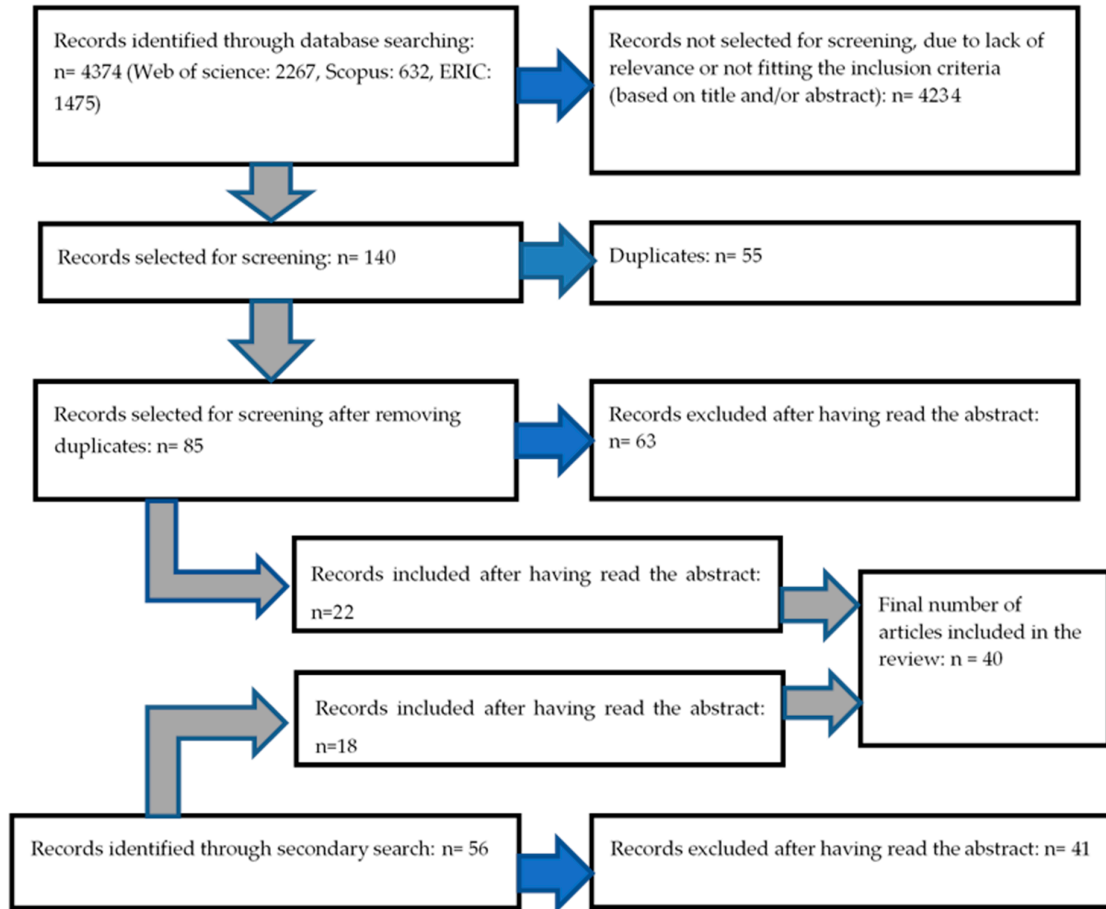 Records identified through database searching:
n= 4374 (Web of science: 2267, Scopus: 632, ERIC:
1475)
Records not selected for screening, due to lack of
relevance or not fitting the inclusion criteria
(based on title and/or abstract): n= 4234
Records selected for screening: n= 140
Duplicates: n= 55
Records selected for screening after removing
duplicates: n= 85
Records excluded after having read the abstract:
n= 63
Records included after having read the abstract:
n=22
Final number of
articles included in the
review: n = 40
Records included after having read the abstract:
n=18
Records identified through secondary search: n= 56
Records excluded after having read the abstract: n= 41